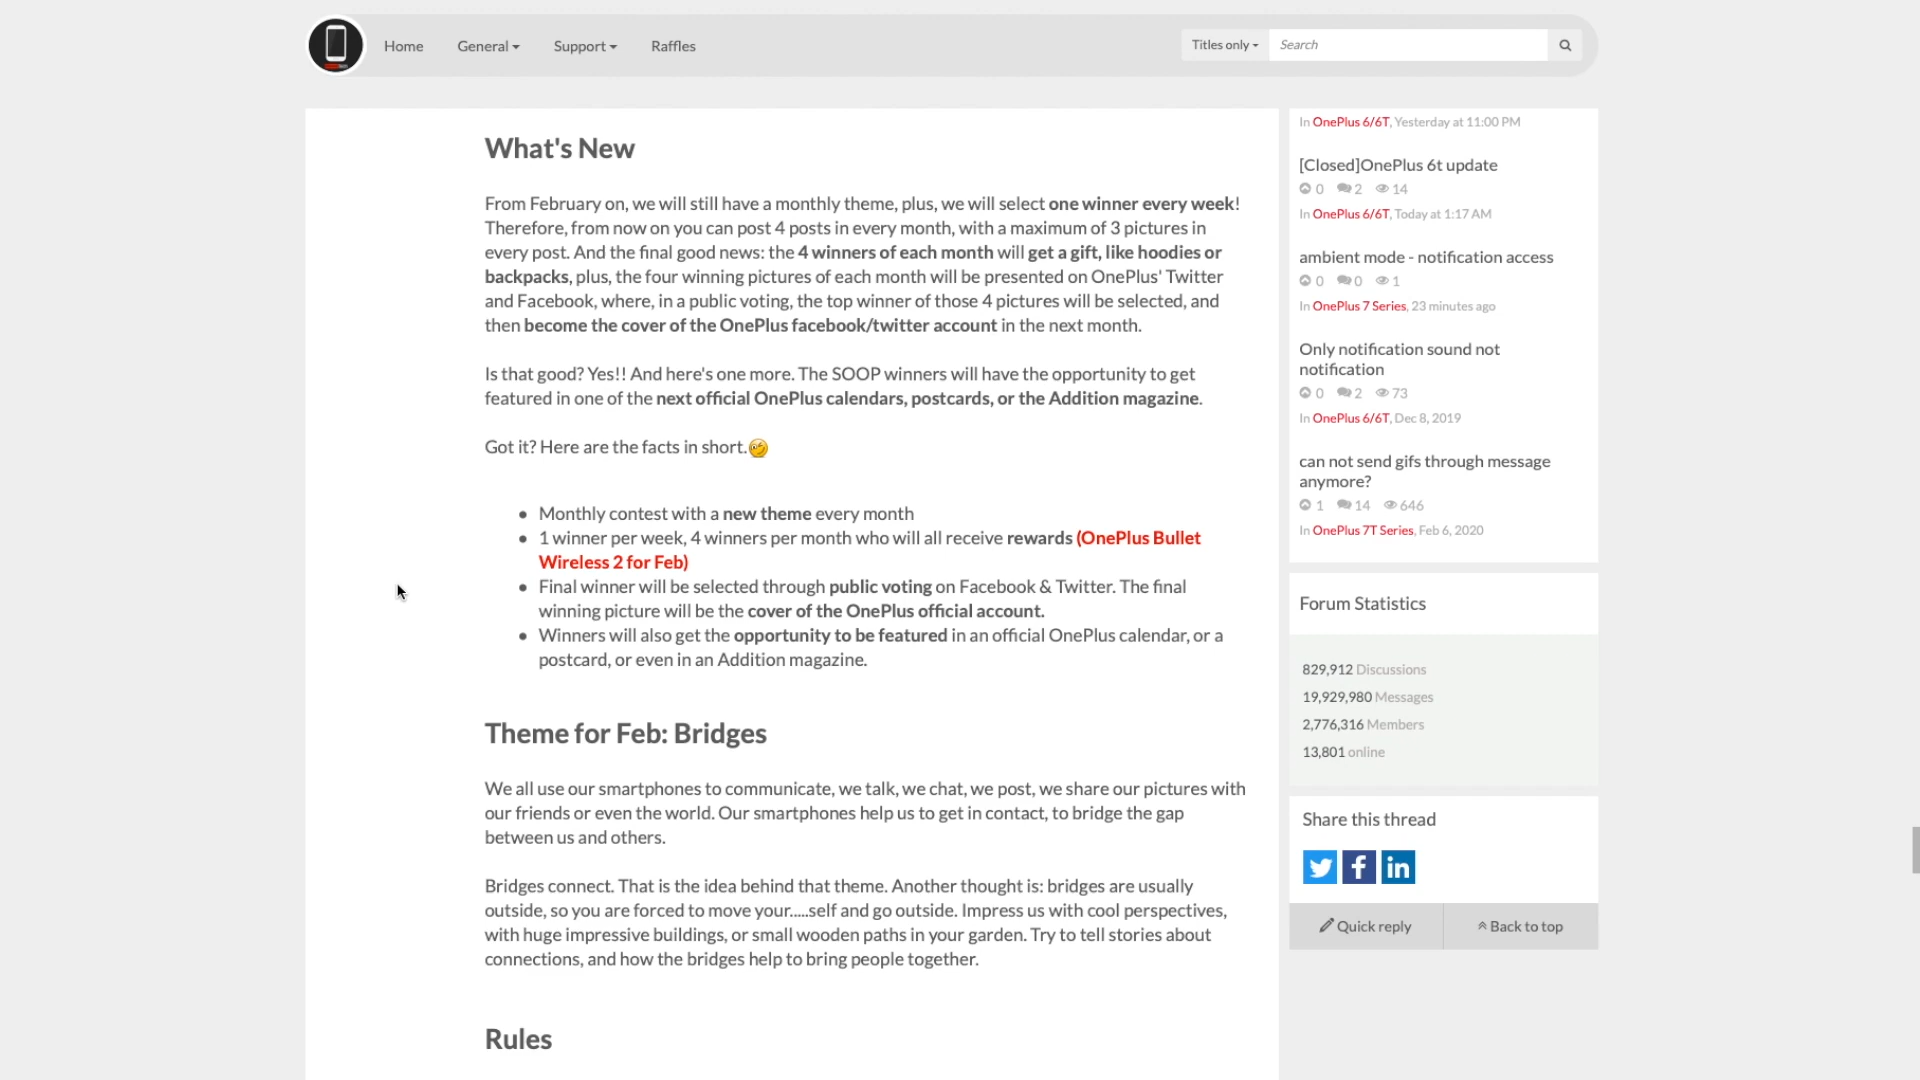 Home
General
Support
Raffles
Titles only
Search
What's New
From February on, we will still have a monthly theme, plus, we will select one winner every week!
Therefore, from now on you can post 4 posts in every month, with a maximum of 3 pictures in
every post. And the final good news: the 4 winners of each month will get a gift, like hoodies or
backpacks, plus, the four winning pictures of each month will be presented on OnePlus' Twitter
and Facebook, where, in a public voting, the top winner of those 4 pictures will be selected, and
then become the cover of the OnePlus facebook/twitter account in the next month.
Is that good? Yes!! And here's one more. The SOOP winners will have the opportunity to get
featured in one of the next official OnePlus calendars, postcards, or the Addition magazine.
Got it? Here are the facts in short.
Monthly contest with a new theme every month
1 winner per week, 4 winners per month who will all receive rewards (OnePlus Bullet
Wireless 2 for Feb)
Final winner will be selected through public voting on Facebook & Twitter. The final
winning picture will be the cover of the OnePlus official account.
Winners will also get the opportunity to be featured in an official OnePlus calendar, or a
postcard, or even in an Addition magazine.
Theme for Feb: Bridges
We all use our smartphones to communicate, we talk, we chat, we post, we share our pictures with
our friends or even the world. Our smartphones help us to get in contact, to bridge the gap
between us and others.
Bridges connect. That is the idea behind that theme. Another thought is: bridges are usually
outside, so you are forced to move your.....self and go outside. Impress us with cool perspectives,
with huge impressive buildings, or small wooden paths in your garden. Try to tell stories about
connections, and how the bridges help to bring people together.
Rules
In OnePlus 6/6T, Yesterday at 11:00 PM
[Closed]OnePlus 6t update
0 2 14
In OnePlus 6/6T, Today at 1:17 AM
ambient mode - notification access
0 0 1
In OnePlus 7 Series, 23 minutes ago
Only notification sound not
notification
0 2 73
In OnePlus 6/6T, Dec 8, 2019
can not send gifs through message
anymore?
1 14 646
In OnePlus 7T Series, Feb 6, 2020
Forum Statistics
829,912 Discussions
19,929,980 Messages
2,776,316 Members
13,801 online
Share this thread
Quick reply
Back to top